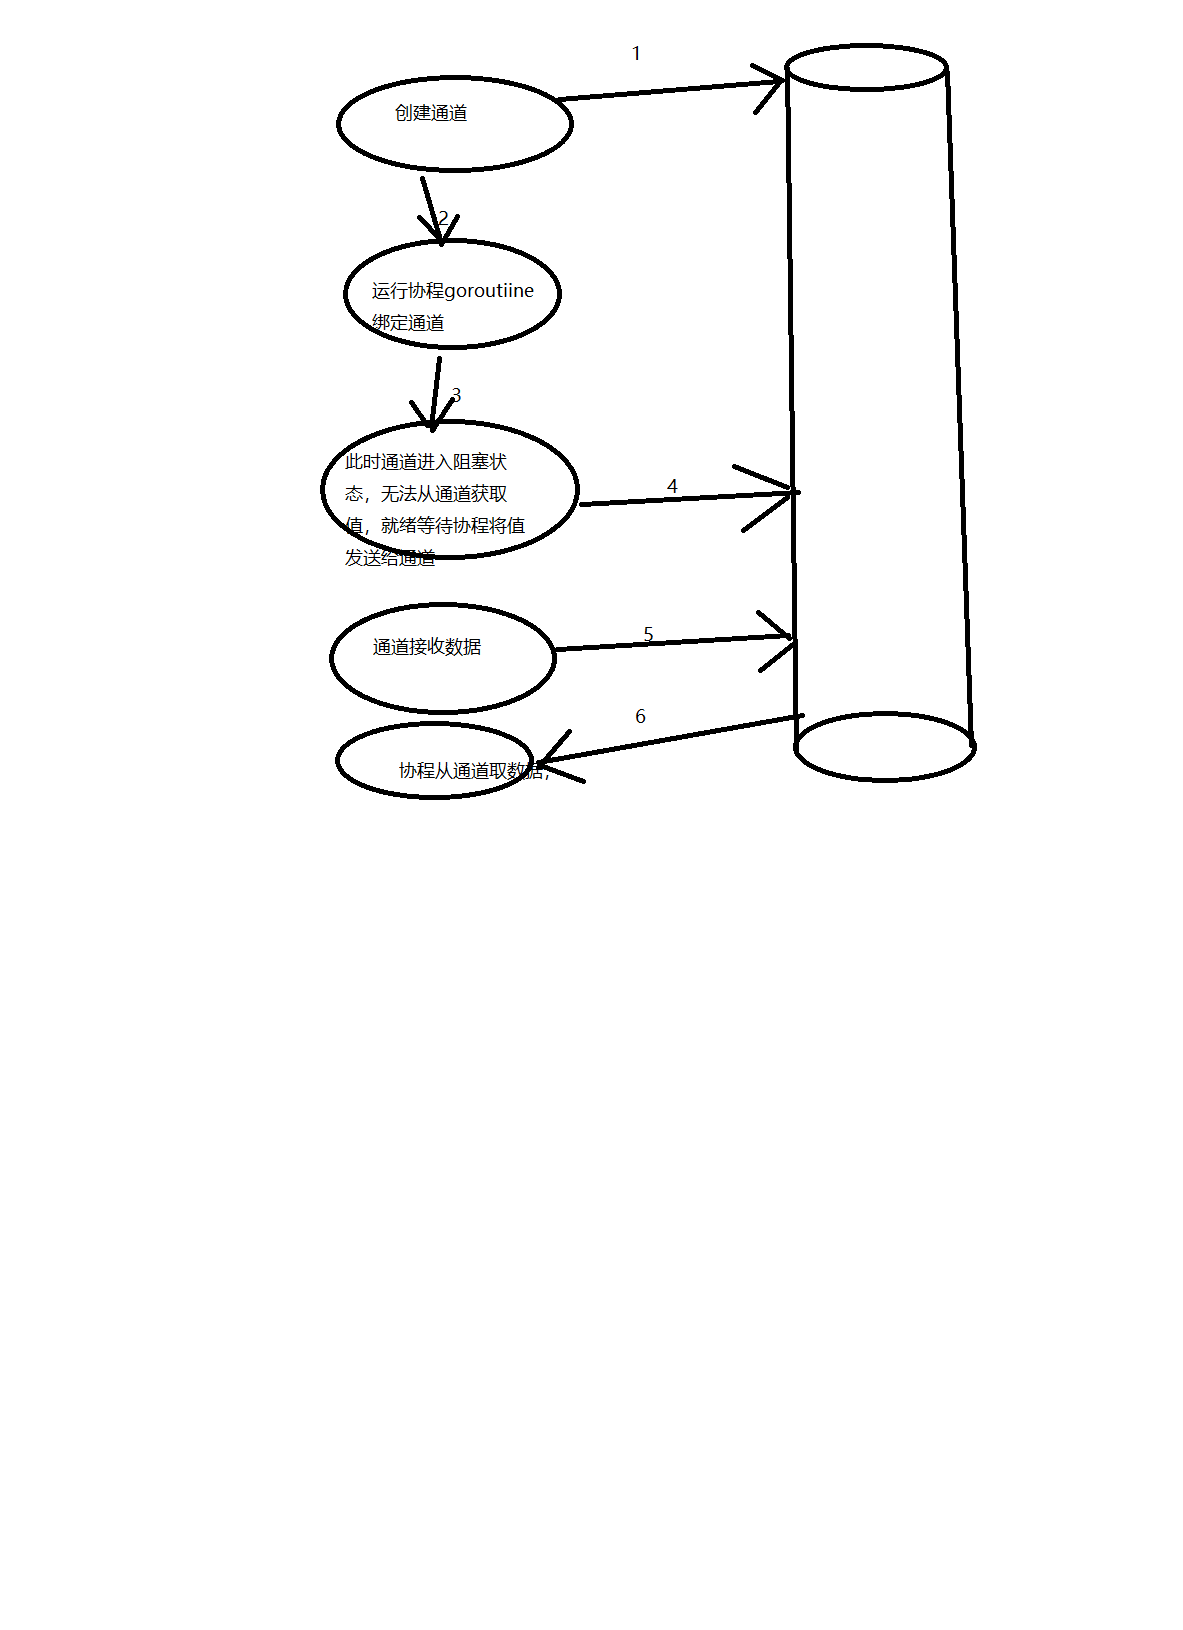 1
创建通道
2
运行协程goroutiine
绑定通道
3
此时通道进入阻塞状
态，无法从通道获取
值，就绪等待协程将值
发送给通道
4
通道接收数据
5
6
协程从通道取数据，